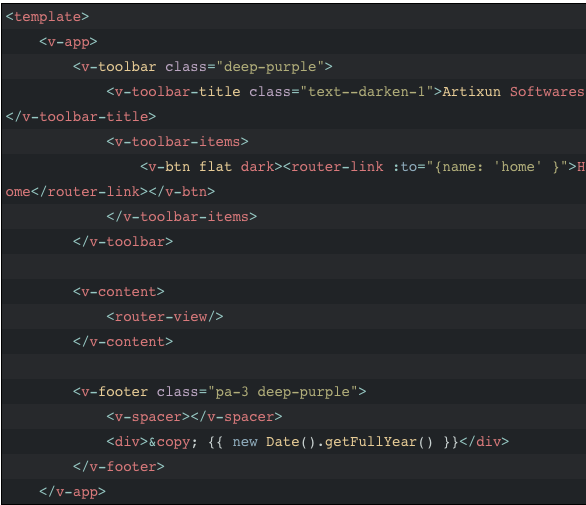 <template>
    <v-app>
        <v-toolbar class="deep-purple">
            <v-toolbar-title class="text--darken-1">Artixun Softwares
</v-toolbar-title>
            <v-toolbar-items>
                <v-btn flat dark><router-link :to="{name: 'home' }">H
ome</router-link></v-btn>
            </v-toolbar-items>
        </v-toolbar>

        <v-content>
            <router-view/>
        </v-content>

        <v-footer class="pa-3 deep-purple">
            <v-spacer></v-spacer>
            <div>&copy; {{ new Date().getFullYear() }}</div>
        </v-footer>
    </v-app>